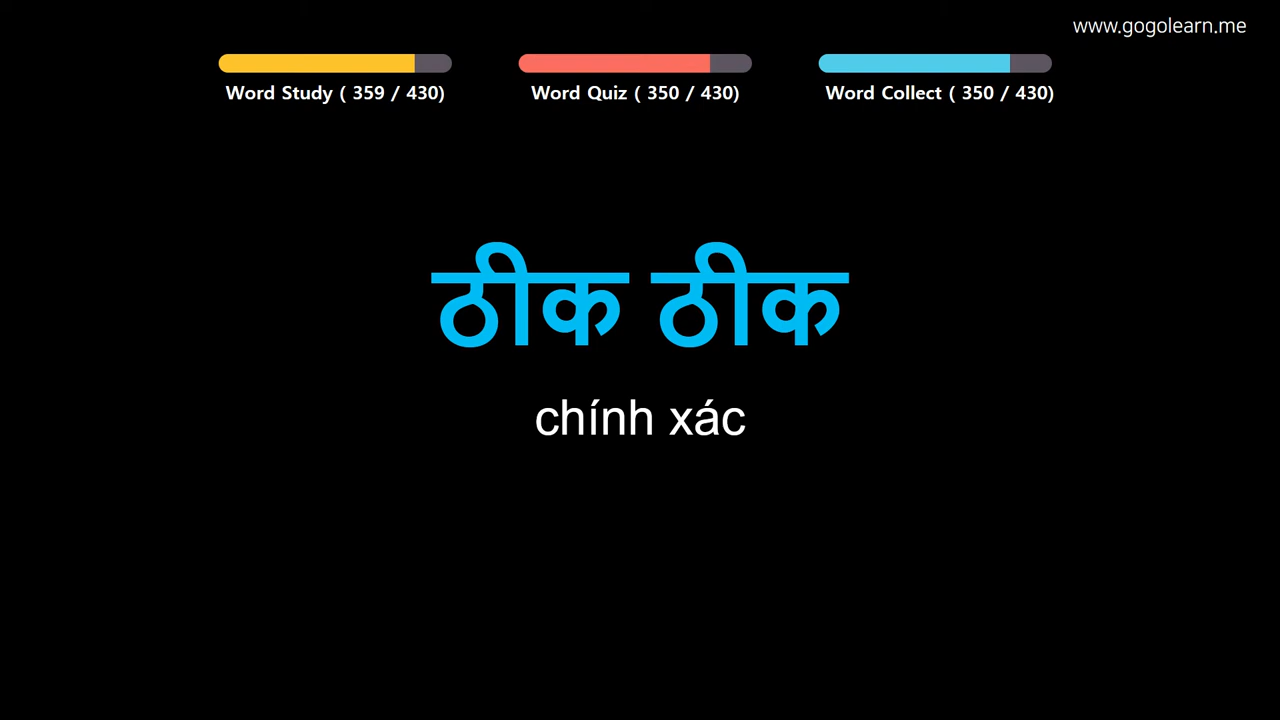 www.gogolearn.me
Word Study ( 359 / 430)
Word Quiz ( 350 / 430)
Word Collect ( 350 / 430)
ठीक ठीक
chính xác